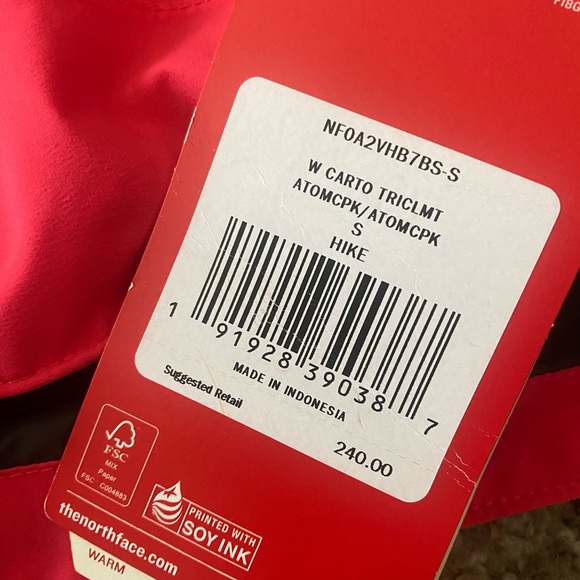 NF0A2VHB7BS-S
W CARTO TRICLMT
ATOMCPK/ATOMCPK
S
HIKE
1 91928 39038 7
MADE IN INDONESIA
Suggested Retail
240.00
FSC
MIX
Paper
FSC C004883
PRINTED WITH
SOY INK
thenorthface.com
WARM